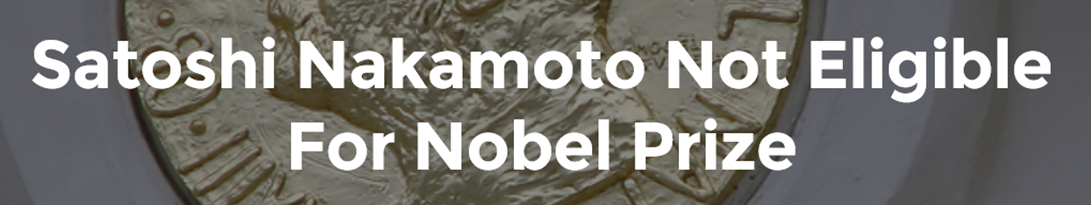 Satoshi Nakamoto Not Eligible
For Nobel Prize